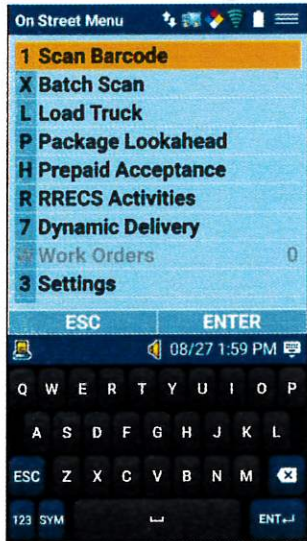 On Street Menu
1 Scan Barcode
X Batch Scan
L Load Truck
P Package Lookahead
H Prepaid Acceptance
R RRECS Activities
7 Dynamic Delivery
Work Orders 0
3 Settings
ESC ENTER
08/27 1:59 PM
Q W E R T Y U I O P
A S D F G H J K L
ESC Z X C V B N M
123 SYM ENT